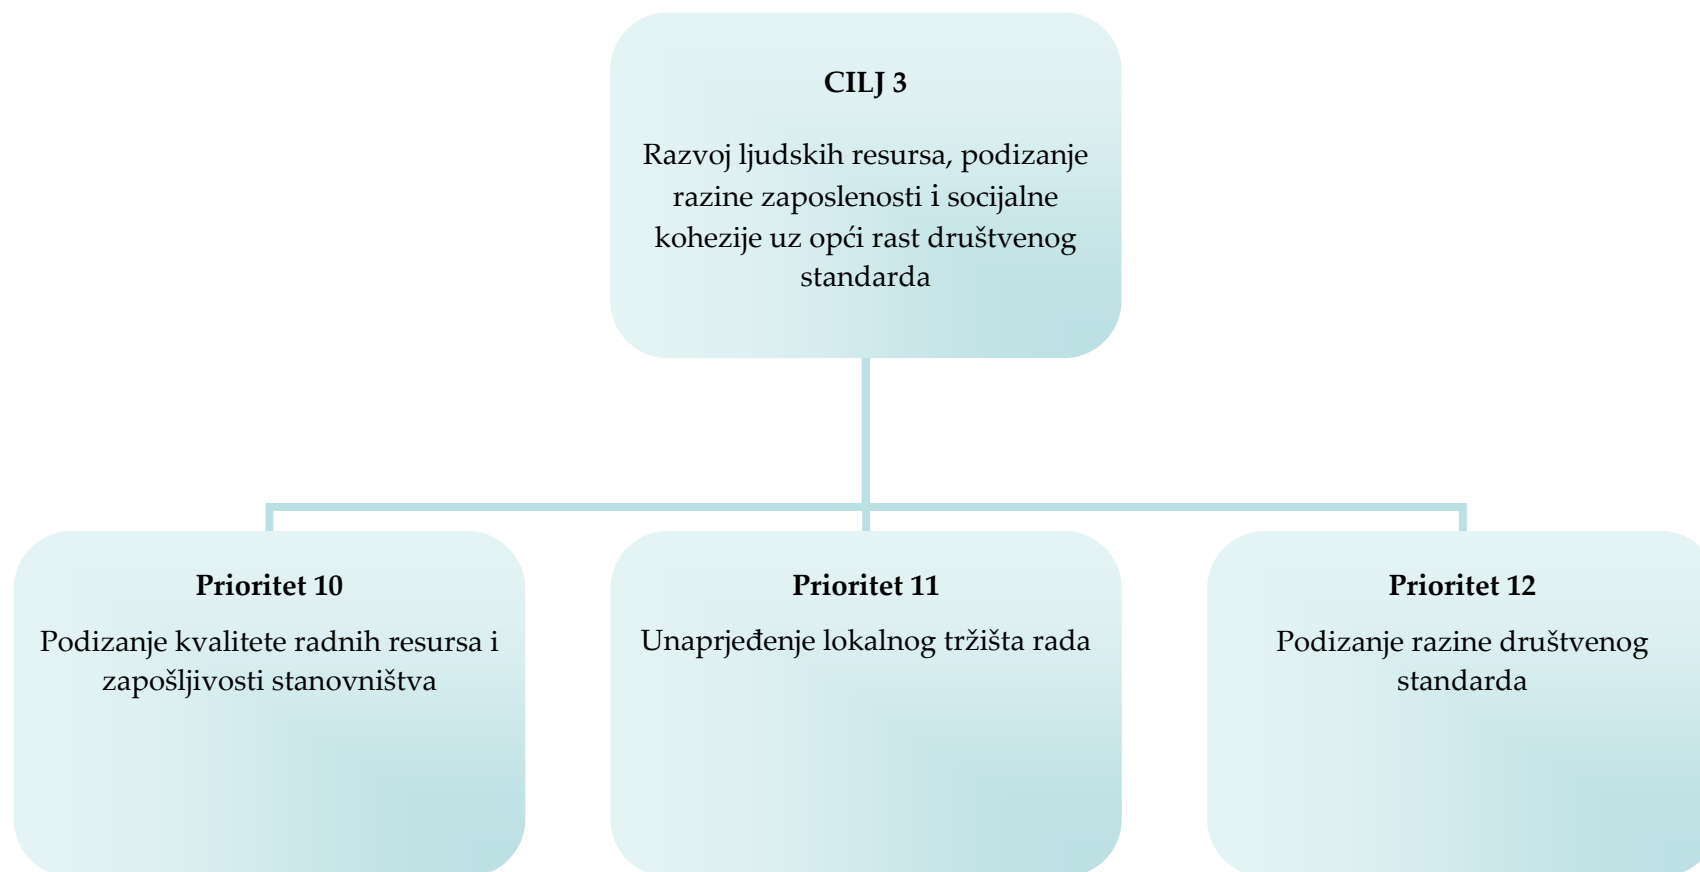 CILJ 3
Razvoj ljudskih resursa, podizanje
razine zaposlenosti i socijalne
kohezije uz opći rast društvenog
standarda
Prioritet 10
Podizanje kvalitete radnih resursa i
zapošljivosti stanovništva
Prioritet 11
Unaprjeđenje lokalnog tržišta rada
Prioritet 12
Podizanje razine društvenog
standarda